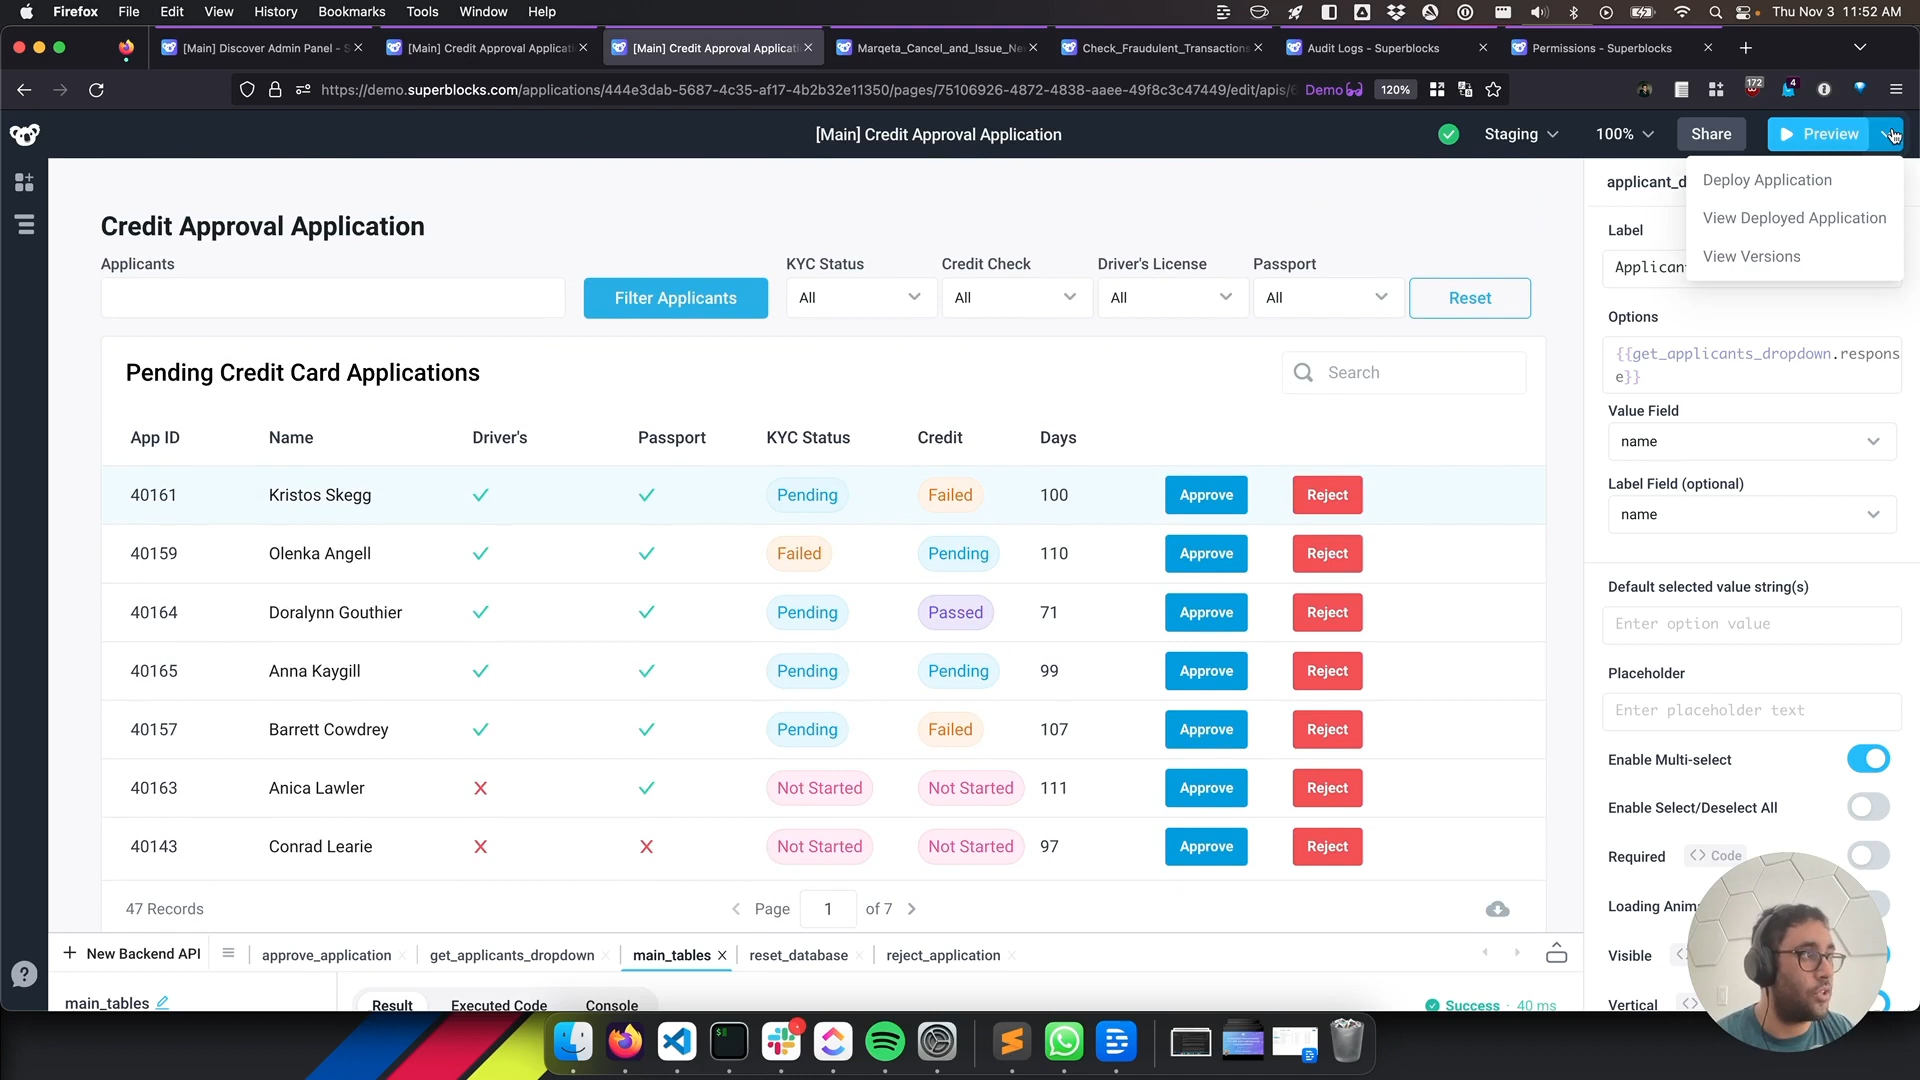 Firefox File Edit View History Bookmarks Tools Window Help
Thu Nov 3 11:52 AM
[Main] Discover Admin Panel - S
[Main] Credit Approval Applicati
[Main] Credit Approval Applicati
Marqeta_Cancel_and_Issue_Ne
Check_Fraudulent_Transactions
Audit Logs - Superblocks
Permissions - Superblocks
https://demo.superblocks.com/applications/444e3dab-5687-4c35-af17-4b2b32e11350/pages/75106926-4872-4838-aaee-49f8c3c47449/edit/apis/
Demo
120%
172
4
[Main] Credit Approval Application
Staging
100%
Share
Preview
Deploy Application
View Deployed Application
View Versions
Credit Approval Application
Applicants
Filter Applicants
KYC Status
All
Credit Check
All
Driver's License
All
Passport
All
Reset
Pending Credit Card Applications
Search
App ID Name Driver's Passport KYC Status Credit Days
40161 Kristos Skegg Pending Failed 100 Approve Reject
40159 Olenka Angell Failed Pending 110 Approve Reject
40164 Doralynn Gouthier Pending Passed 71 Approve Reject
40165 Anna Kaygill Pending Pending 99 Approve Reject
40157 Barrett Cowdrey Pending Failed 107 Approve Reject
40163 Anica Lawler Not Started Not Started 111 Approve Reject
40143 Conrad Learie Not Started Not Started 97 Approve Reject
47 Records
Page 1 of 7
applicant_d
Label
Applican
Options
{{get_applicants_dropdown.respons
e}}
Value Field
name
Label Field (optional)
name
Default selected value string(s)
Enter option value
Placeholder
Enter placeholder text
Enable Multi-select
Enable Select/Deselect All
Required <> Code
Loading Anima
Visible
Vertical
+ New Backend API
approve_application
get_applicants_dropdown
main_tables
reset_database
reject_application
main_tables
Result
Executed Code
Console
Success · 40 ms